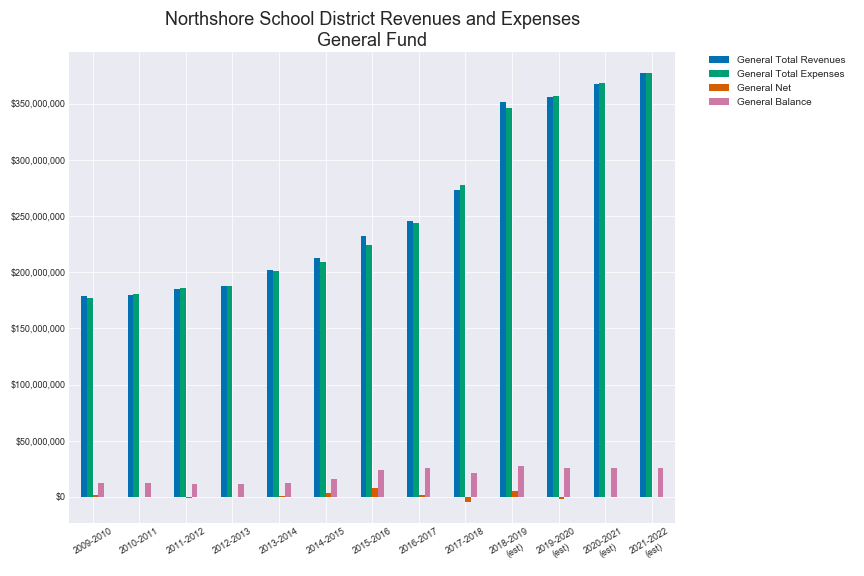 Northshore School District Revenues and Expenses
General Fund
General Total Revenues
General Total Expenses
General Net
General Balance
$350,000,000
$300,000,000
$250,000,000
$200,000,000
$150,000,000
$100,000,000
$50,000,000
$0
2009-2010
2010-2011
2011-2012
2012-2013
2013-2014
2014-2015
2015-2016
2016-2017
2017-2018
2018-2019
(est)
2019-2020
(est)
2020-2021
(est)
2021-2022
(est)